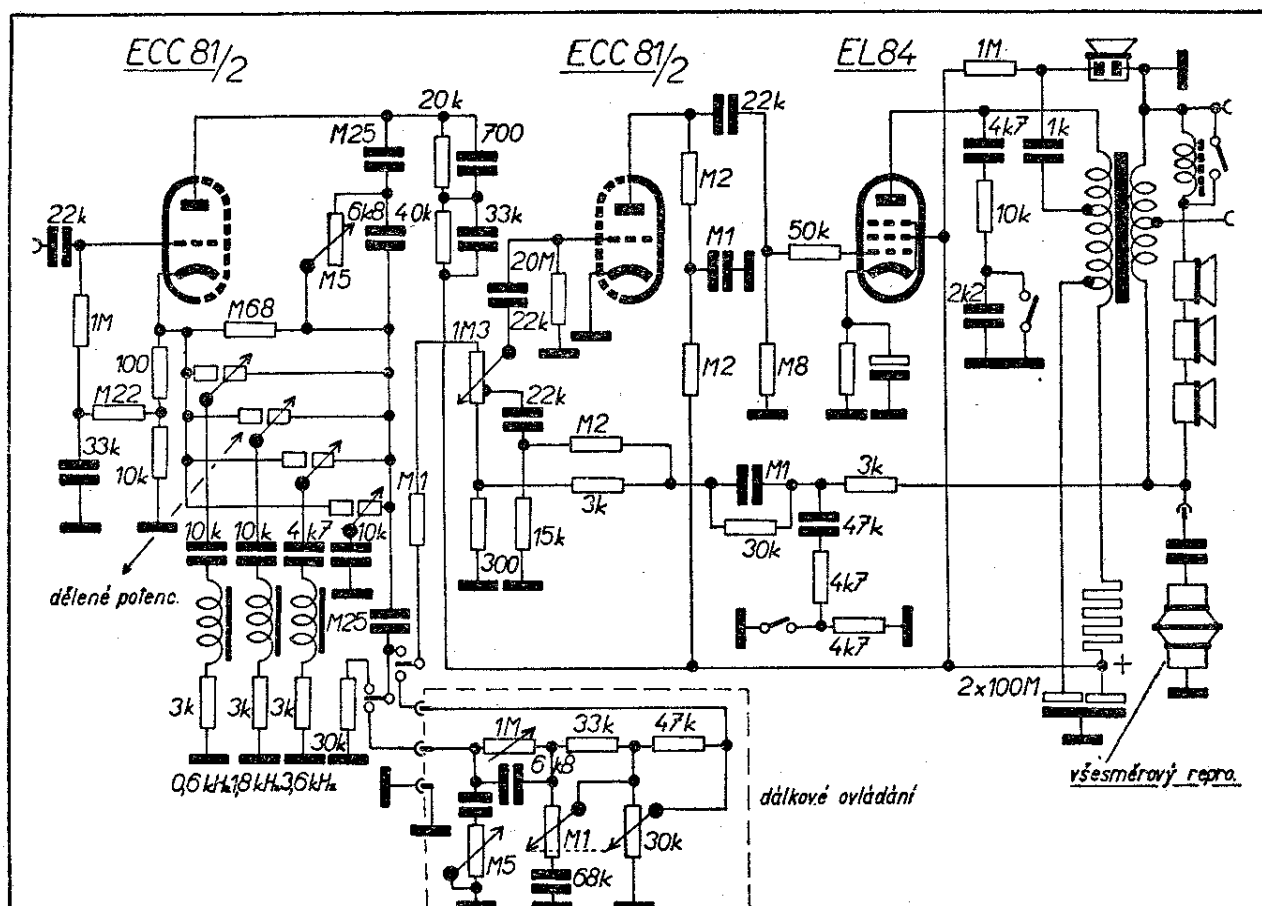 ECC 81/2
ECC 81/2
EL84
1M
20k
22k
M25
700
4k7
1k
22k
M2
10k
6k8
40k
33k
M5
50k
M1
20M
1M
M68
22k
2k2
1M3
100
M2
M8
M22
22k
M2
33k
10k
M1
M1
3k
3k
47k
10k
10k
4k7
10k
15k
30k
300
4k7
dělené potenc.
M25
4k7
+
2x100M
3k
3k
3k
30k
1M
33k
47k
6k8
0,6kHz
1,8kHz
3,6kHz
všesměrový repro.
dálkové ovládání
M5
M1
30k
68k